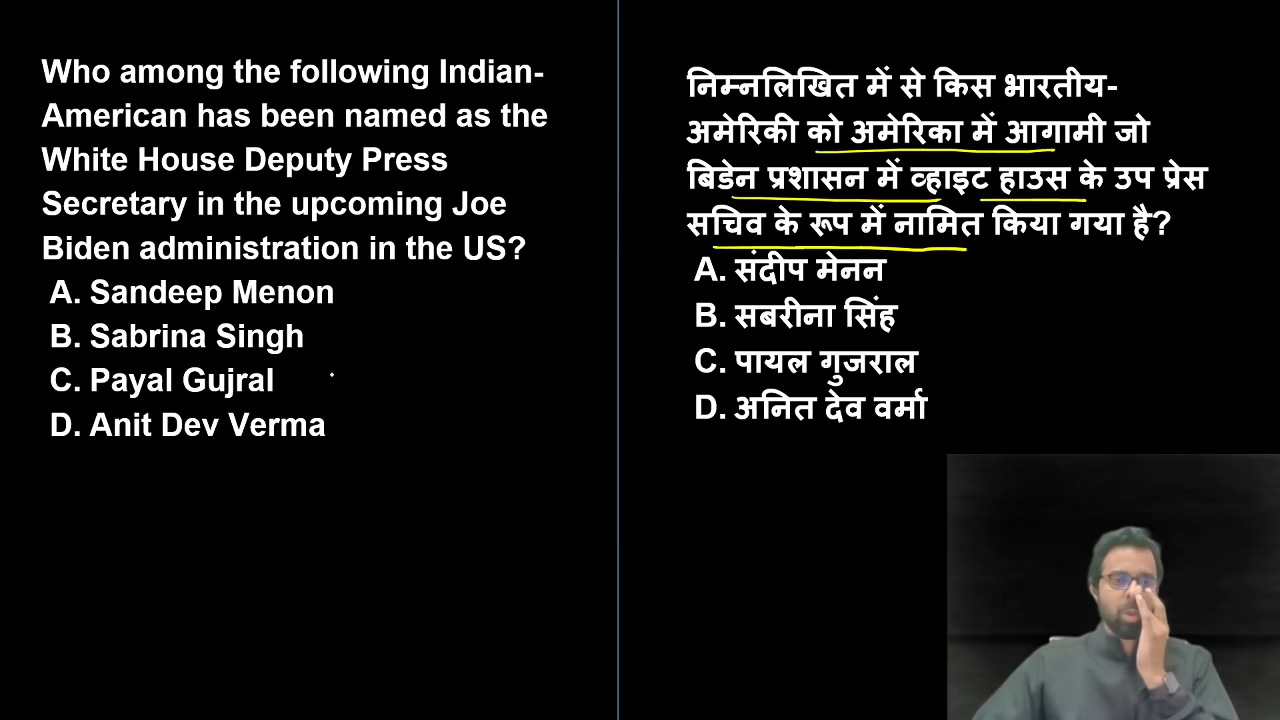 Who among the following Indian-
American has been named as the
White House Deputy Press
Secretary in the upcoming Joe
Biden administration in the US?
A. Sandeep Menon
B. Sabrina Singh
C. Payal Gujral
D. Anit Dev Verma
निम्नलिखित में से किस भारतीय-
अमेरिकी को अमेरिका में आगामी जो
बिडेन प्रशासन में व्हाइट हाउस के उप प्रेस
सचिव के रूप में नामित किया गया है?
A. संदीप मेनन
B. सबरीना सिंह
C. पायल गुजराल
D. अनित देव वर्मा